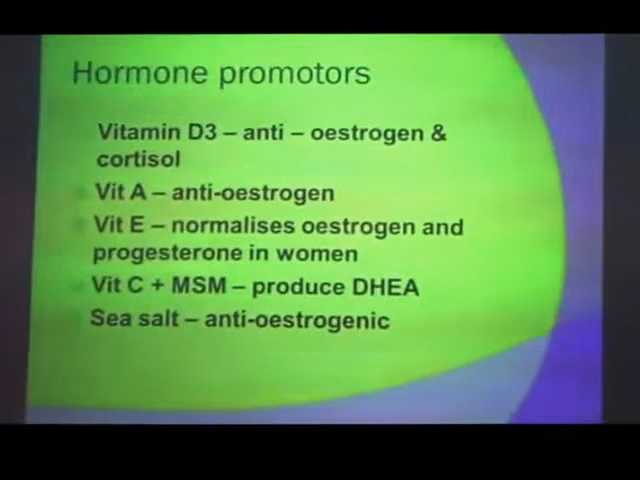 Hormone promotors
Vitamin D3 – anti – oestrogen &
cortisol
Vit A – anti-oestrogen
Vit E – normalises oestrogen and
progesterone in women
Vit C + MSM – produce DHEA
Sea salt – anti-oestrogenic